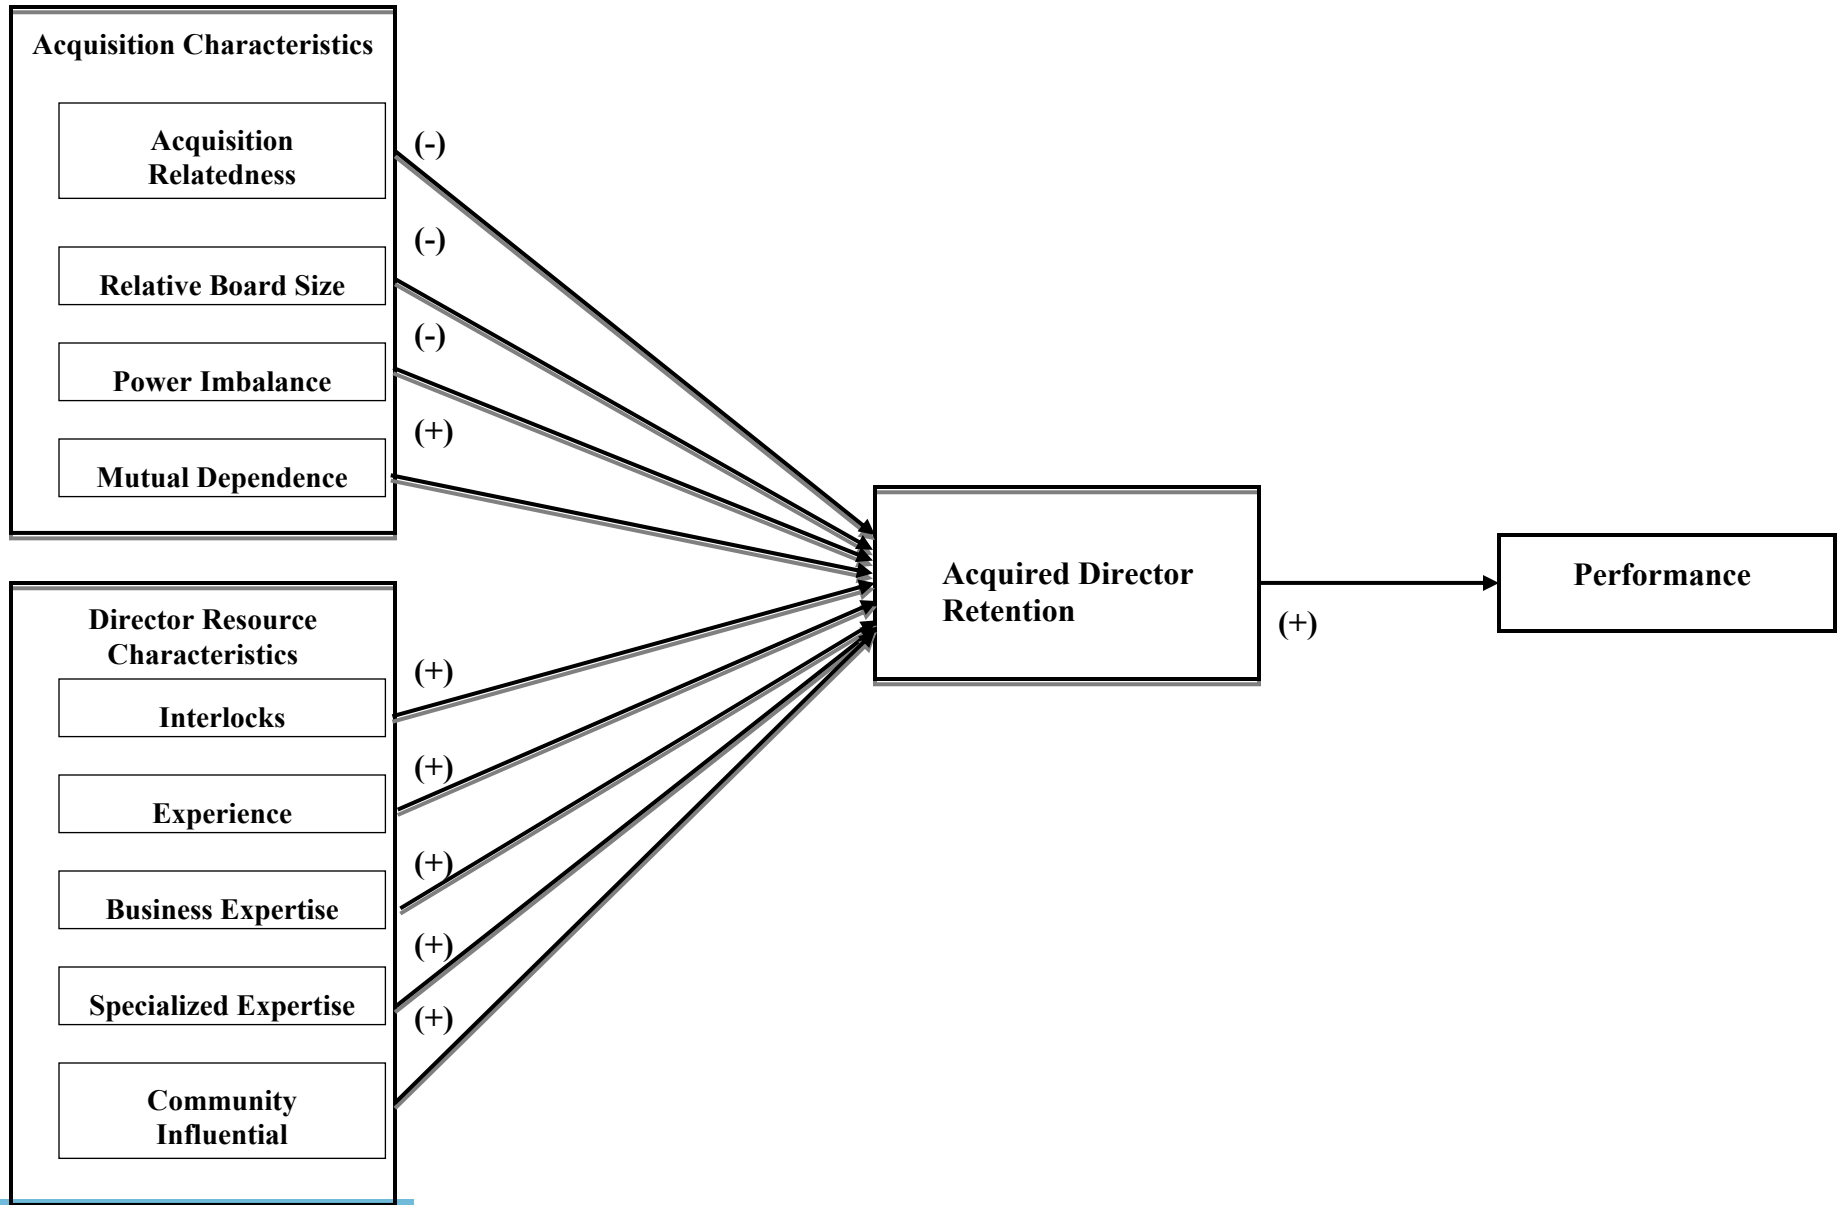 Acquisition Characteristics
(-)
Acquisition
Relatedness
(-)
Relative Board Size
(-)
Power Imbalance
(+)
Mutual Dependence
Director Resource
Characteristics
(+)
Interlocks
(+)
Experience
(+)
Business Expertise
(+)
Specialized Expertise
(+)
Community
Influential
Acquired Director
Retention
(+)
Performance